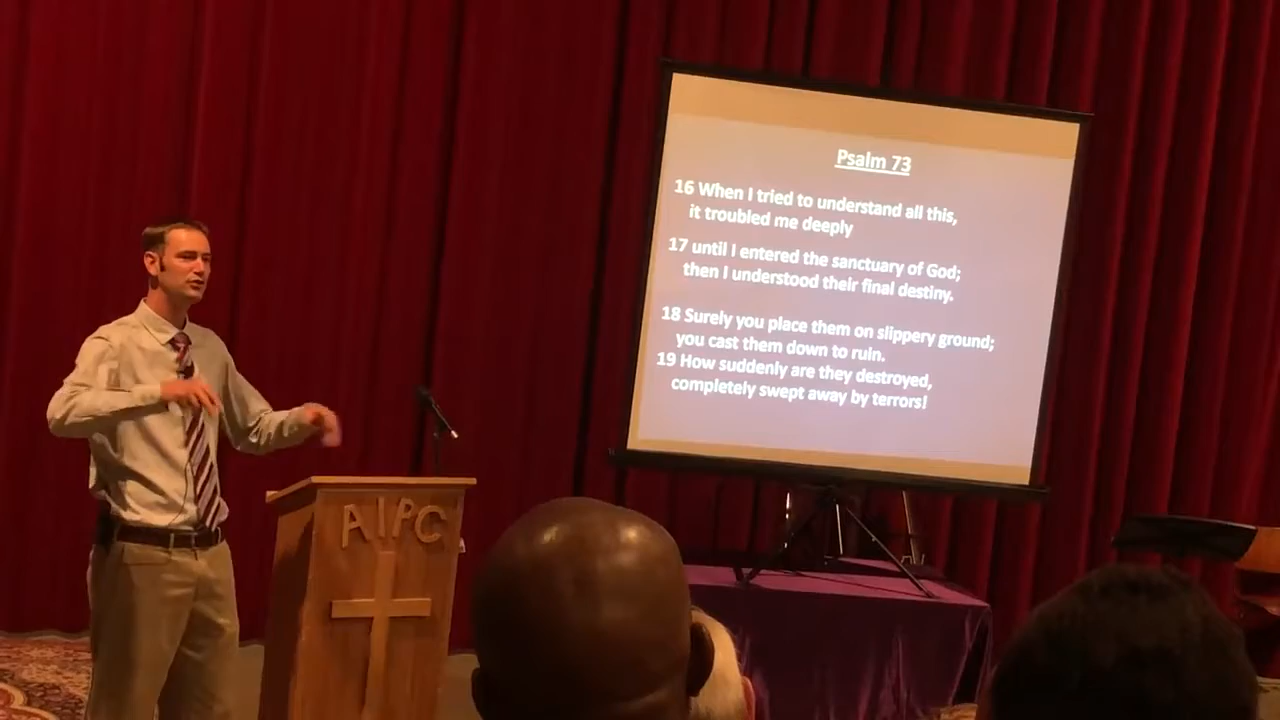 Psalm 73
16 When I tried to understand all this,
it troubled me deeply
17 until I entered the sanctuary of God;
then I understood their final destiny.
18 Surely you place them on slippery ground;
you cast them down to ruin.
19 How suddenly are they destroyed,
completely swept away by terrors!
AIPC